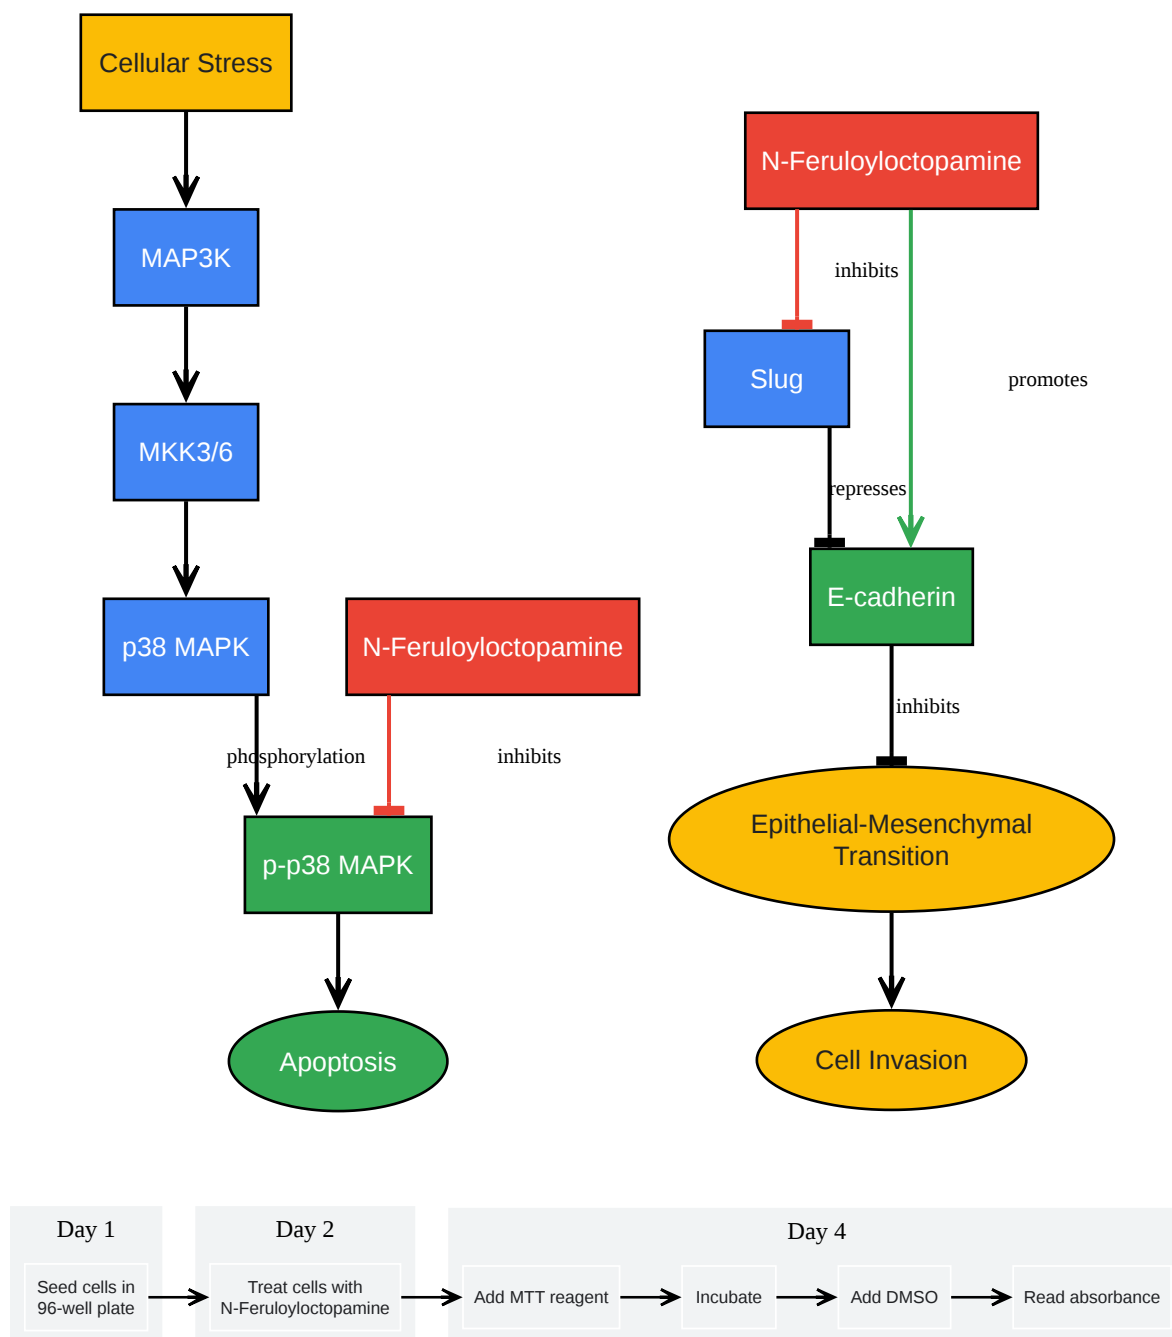 Cellular Stress
MAP3K
MKK3/6
p38 MAPK
N-Feruloyloctopamine
phosphorylation
inhibits
p-p38 MAPK
Apoptosis
N-Feruloyloctopamine
inhibits
Slug
promotes
represses
E-cadherin
inhibits
Epithelial-Mesenchymal
Transition
Cell Invasion
Day 1
Seed cells in
96-well plate
Day 2
Treat cells with
N-Feruloyloctopamine
Day 4
Add MTT reagent
Incubate
Add DMSO
Read absorbance